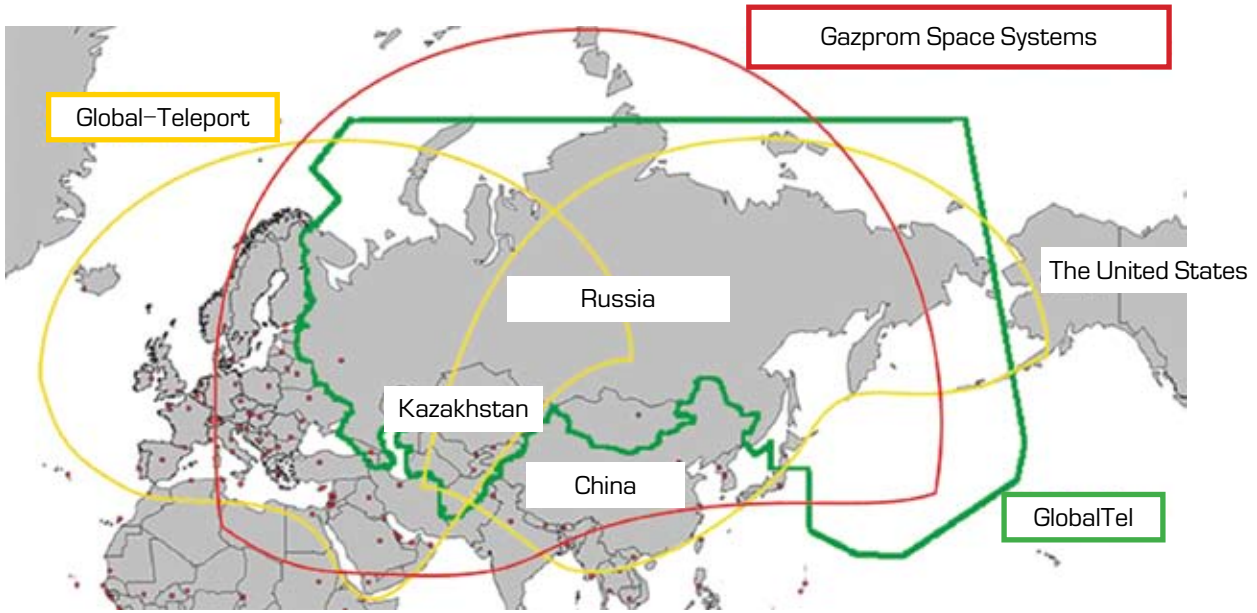 Gazprom Space Systems
Global-Teleport
The United States
Russia
Kazakhstan
China
GlobalTel